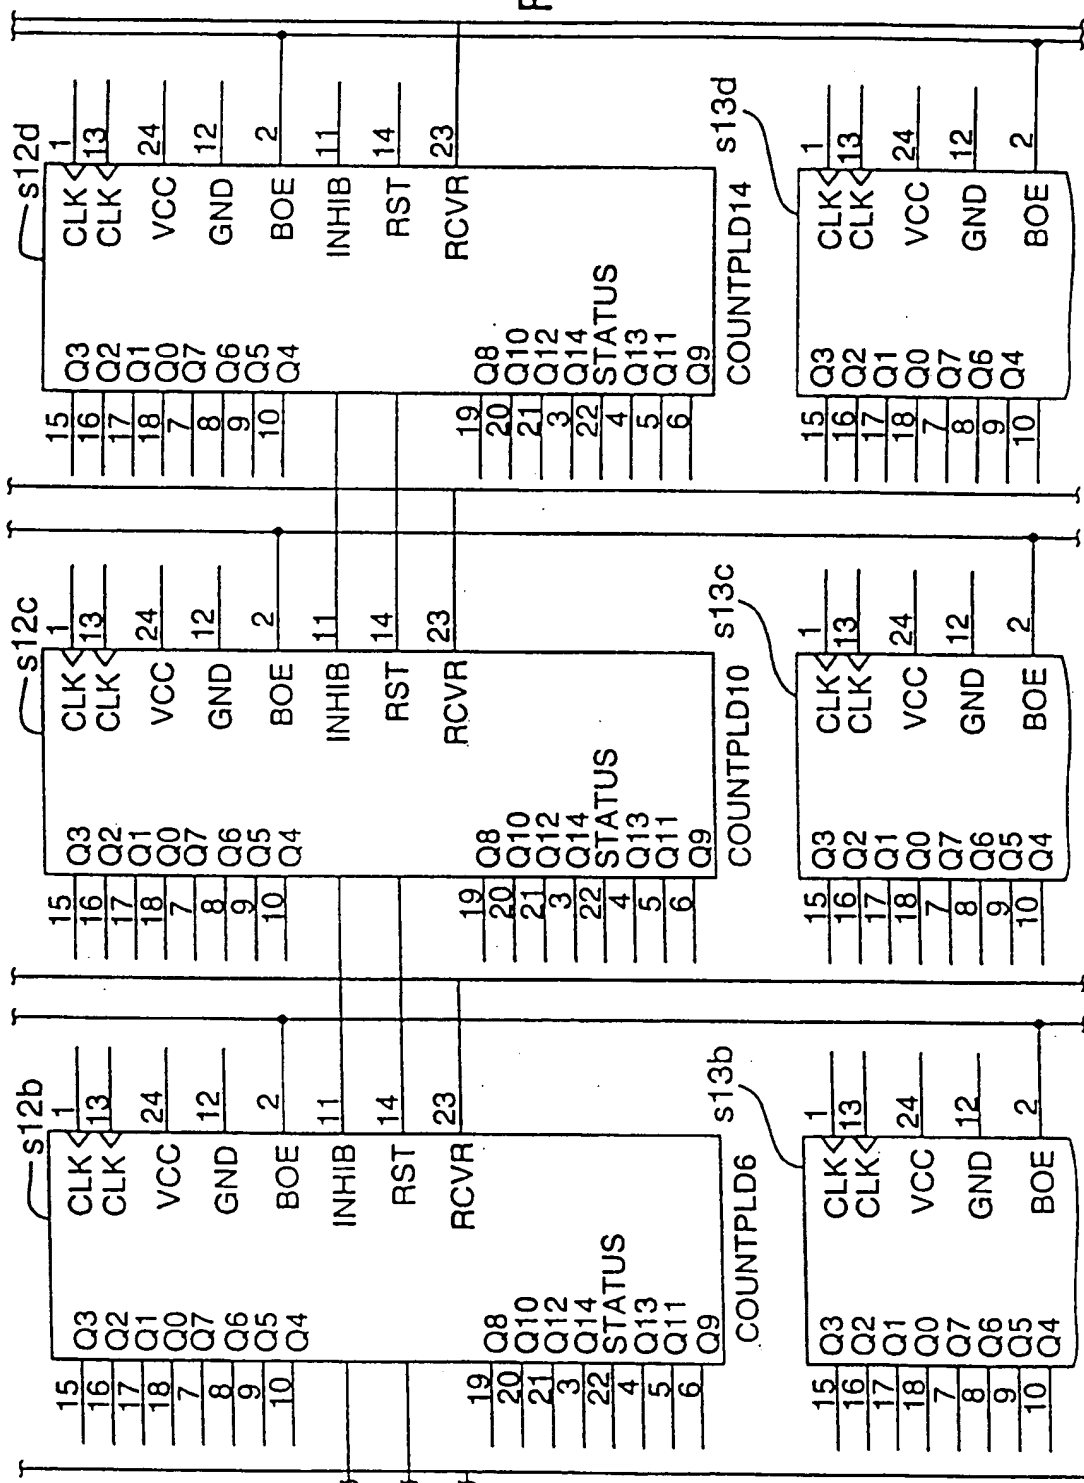 s12b
15 Q3
16 Q2
17 Q1
18 Q0
7 Q7
8 Q6
9 Q5
10 Q4
19 Q8
20 Q10
21 Q12
3 Q14
22 STATUS
4 Q13
5 Q11
6 Q9
CLK 1
CLK 13
VCC 24
GND 12
BOE 2
INHIB 11
RST 14
RCVR 23
COUNTPLD6
s12c
15 Q3
16 Q2
17 Q1
18 Q0
7 Q7
8 Q6
9 Q5
10 Q4
19 Q8
20 Q10
21 Q12
3 Q14
22 STATUS
4 Q13
5 Q11
6 Q9
CLK 1
CLK 13
VCC 24
GND 12
BOE 2
INHIB 11
RST 14
RCVR 23
COUNTPLD10
s12d
15 Q3
16 Q2
17 Q1
18 Q0
7 Q7
8 Q6
9 Q5
10 Q4
19 Q8
20 Q10
21 Q12
3 Q14
22 STATUS
4 Q13
5 Q11
6 Q9
CLK 1
CLK 13
VCC 24
GND 12
BOE 2
INHIB 11
RST 14
RCVR 23
COUNTPLD14
s13b
15 Q3
16 Q2
17 Q1
18 Q0
7 Q7
8 Q6
9 Q5
10 Q4
CLK 1
CLK 13
VCC 24
GND 12
BOE 2
s13c
15 Q3
16 Q2
17 Q1
18 Q0
7 Q7
8 Q6
9 Q5
10 Q4
CLK 1
CLK 13
VCC 24
GND 12
BOE 2
s13d
15 Q3
16 Q2
17 Q1
18 Q0
7 Q7
8 Q6
9 Q4
10
CLK 1
CLK 13
VCC 24
GND 12
BOE 2